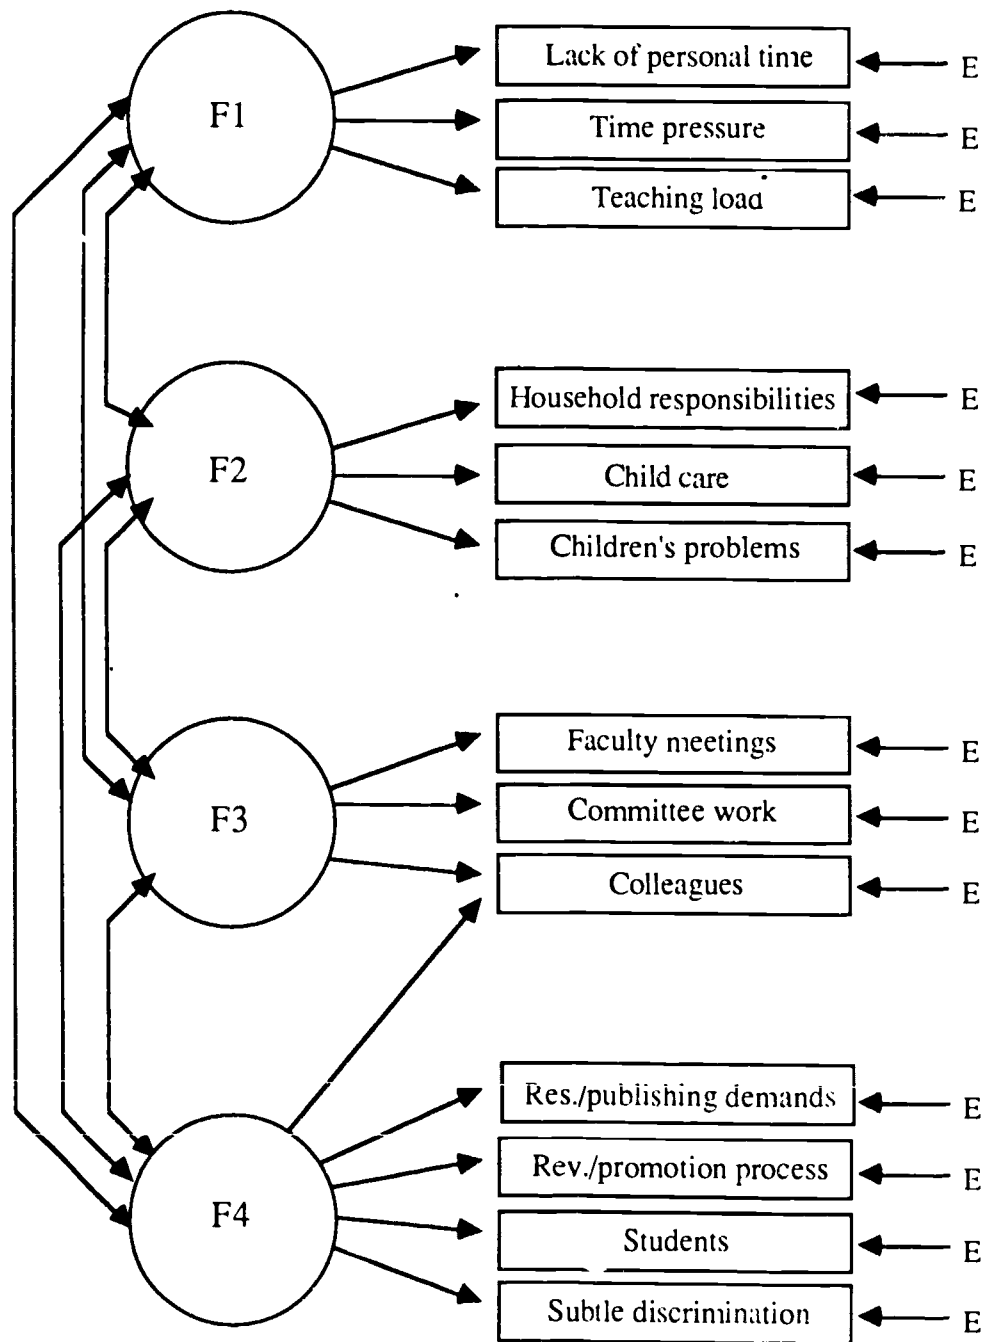 F1
Lack of personal time
E
Time pressure
E
Teaching load
E
F2
Household responsibilities
E
Child care
E
Children's problems
E
F3
Faculty meetings
E
Committee work
E
Colleagues
E
F4
Res./publishing demands
E
Rev./promotion process
E
Students
E
Subtle discrimination
E